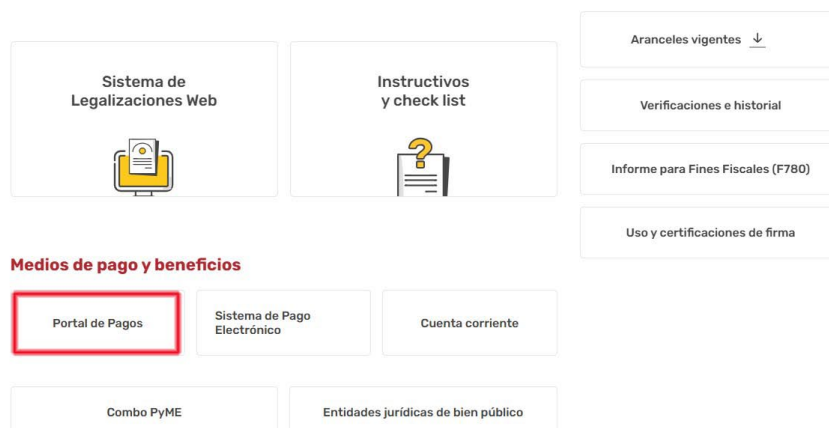 Sistema de
Legalizaciones Web
Instructivos
y check list
Aranceles vigentes
Verificaciones e historial
Informe para Fines Fiscales (F780)
Uso y certificaciones de firma
Medios de pago y beneficios
Portal de Pagos
Sistema de Pago
Electrónico
Cuenta corriente
Combo PyME
Entidades jurídicas de bien público